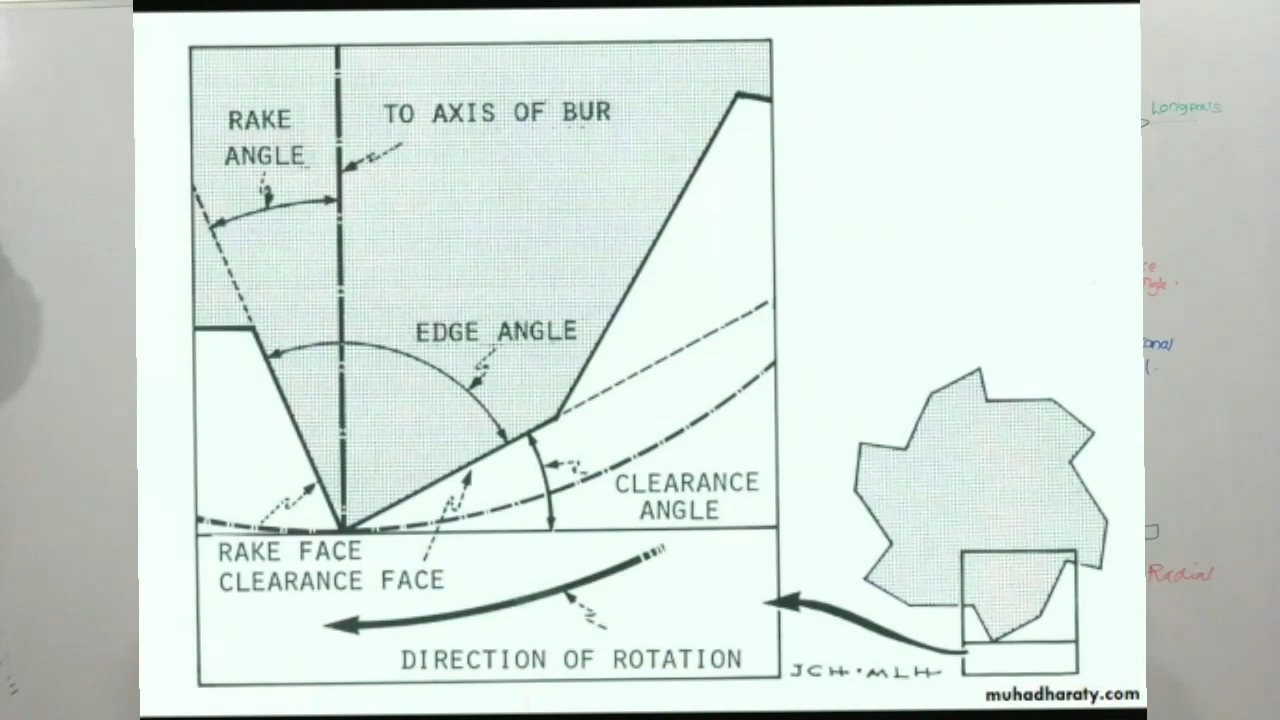 RAKE
ANGLE
TO AXIS OF BUR
EDGE ANGLE
CLEARANCE
ANGLE
RAKE FACE
CLEARANCE FACE
DIRECTION OF ROTATION
JCH·MLH
muhadharaty.com
Radial